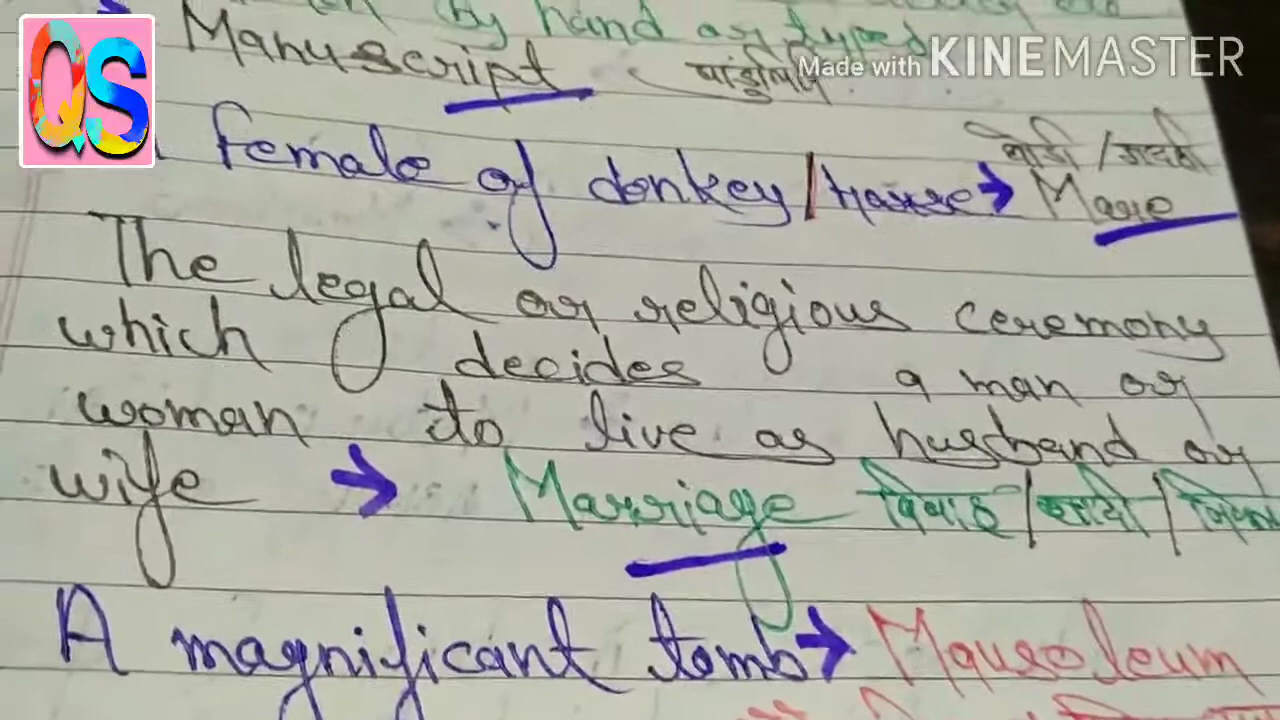 by hand or typed
Manuscript
Made with KINEMASTER
QS
female of donkey/horse → Mare
घोड़ी/गदही
The legal or religious ceremony
which decides a man or
woman to live as husband or
wife → Marriage विवाह/शादी/
A magnificant tomb → Mausoleum